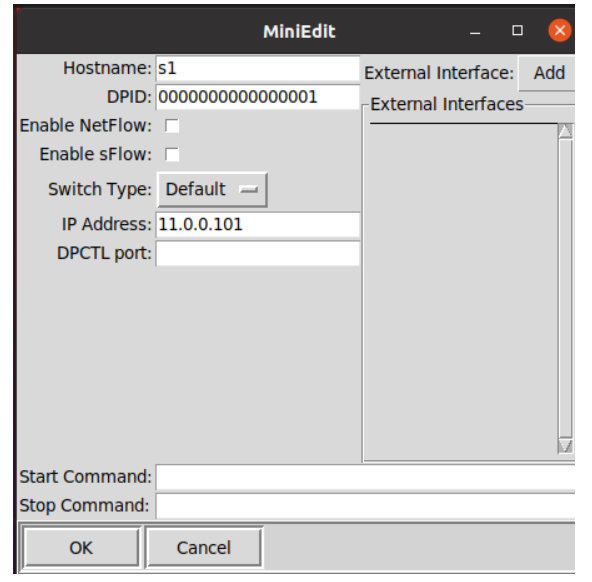 MiniEdit
Hostname: s1
DPID: 0000000000000001
Enable NetFlow:
Enable sFlow:
Switch Type: Default
IP Address: 11.0.0.101
DPCTL port:
External Interface: Add
External Interfaces
Start Command:
Stop Command:
OK Cancel